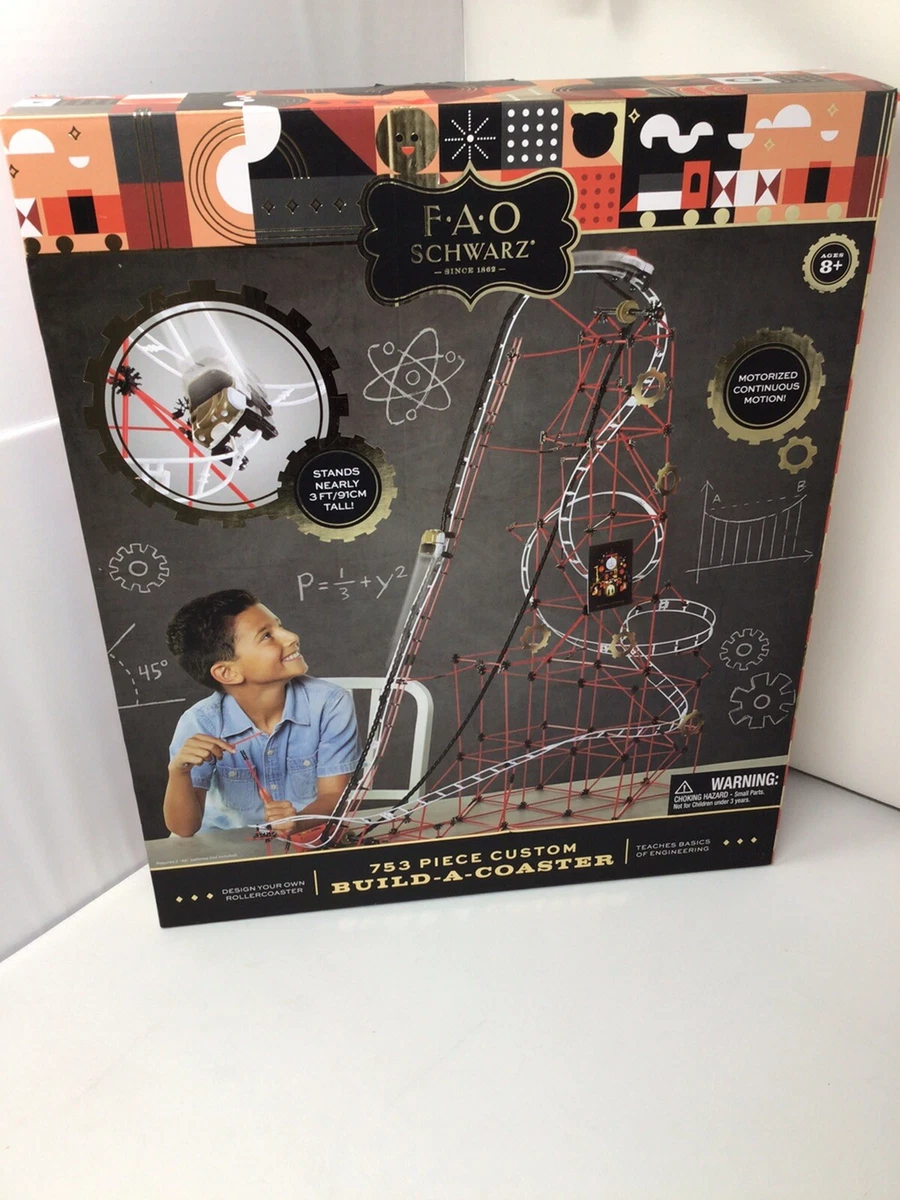 F·A·O
SCHWARZ®
– SINCE 1862 –
AGES
8+
MOTORIZED
CONTINUOUS
MOTION!
STANDS
NEARLY
3 FT/91CM
TALL!
A B
P=1/3+y²
45°
WARNING:
CHOKING HAZARD - Small Parts.
Not for Children under 3 years.
DESIGN YOUR OWN
ROLLERCOASTER
753 PIECE CUSTOM
BUILD-A-COASTER
TEACHES BASICS
OF ENGINEERING